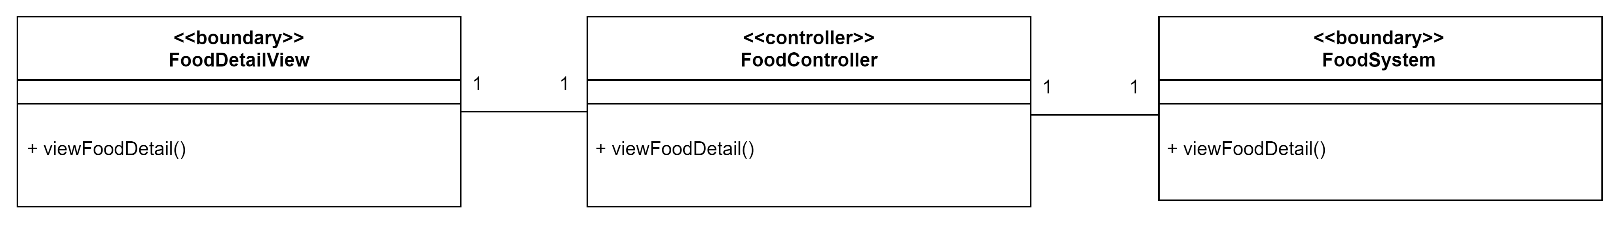 <<boundary>>
FoodDetailView
+ viewFoodDetail()
1
1
<<controller>>
FoodController
+ viewFoodDetail()
1
1
<<boundary>>
FoodSystem
+ viewFoodDetail()